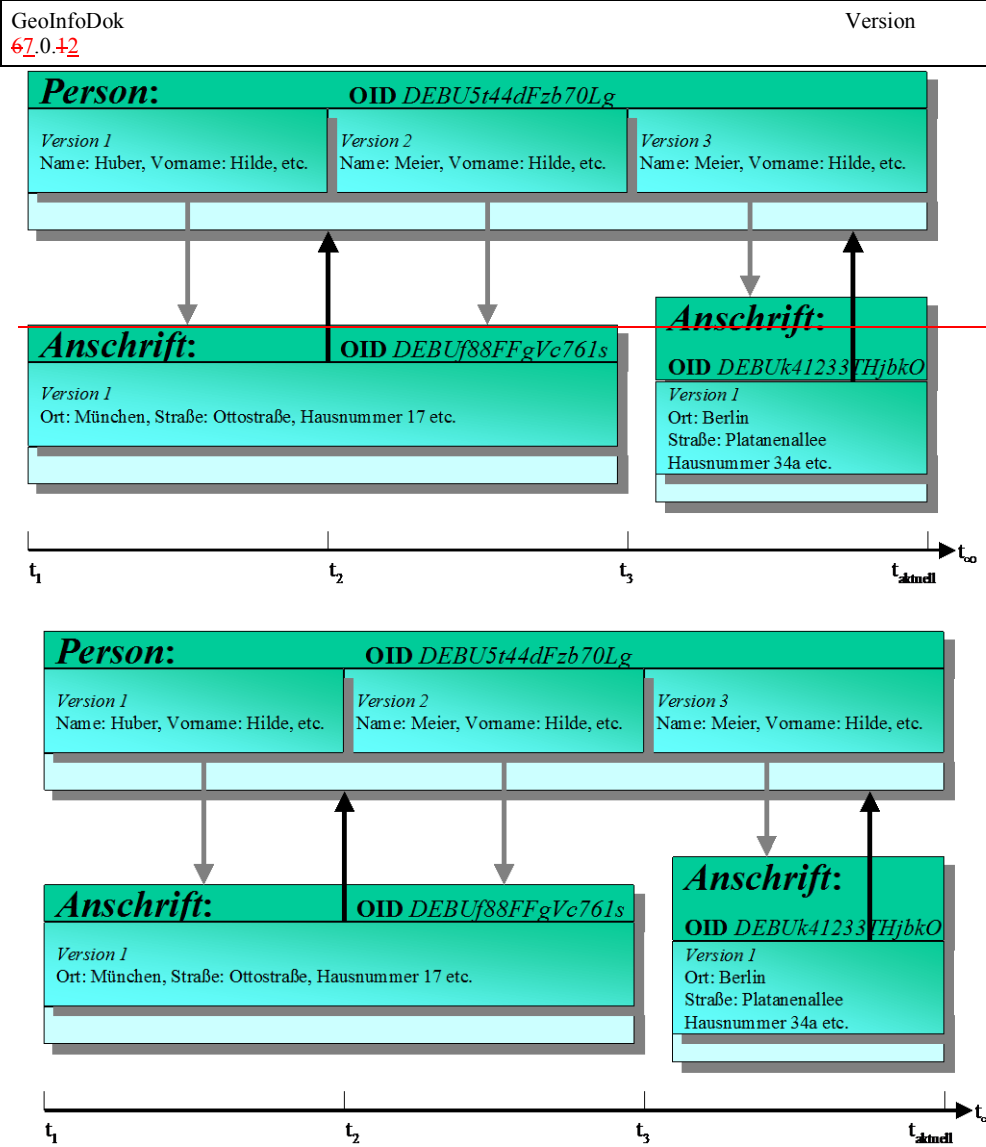 GeoInfoDok Version
67.0.12
Person: OID DEBU5t44dFzb70Lg
Version 1 Version 2 Version 3
Name: Huber, Vorname: Hilde, etc. Name: Meier, Vorname: Hilde, etc. Name: Meier, Vorname: Hilde, etc.
Anschrift:
Anschrift: OID DEBUf88FFgVc761s
OID DEBUk41233THjbkO
Version 1
Ort: München, Straße: Ottostraße, Hausnummer 17 etc.
Version 1
Ort: Berlin
Straße: Platanenallee
Hausnummer 34a etc.
t1 t2 t3 taktuell t∞
Person: OID DEBU5t44dFzb70Lg
Version 1 Version 2 Version 3
Name: Huber, Vorname: Hilde, etc. Name: Meier, Vorname: Hilde, etc. Name: Meier, Vorname: Hilde, etc.
Anschrift:
Anschrift: OID DEBUf88FFgVc761s
OID DEBUk41233THjbkO
Version 1
Ort: München, Straße: Ottostraße, Hausnummer 17 etc.
Version 1
Ort: Berlin
Straße: Platanenallee
Hausnummer 34a etc.
t1 t2 t3 taktuell t∞